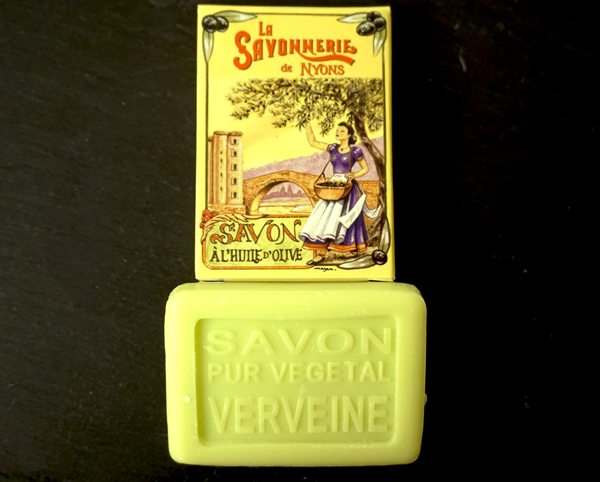 LA
SAVONNERIE
de NYONS
SAVON
À L'HUILE D'OLIVE
SAVON
PUR VEGETAL
VERVEINE